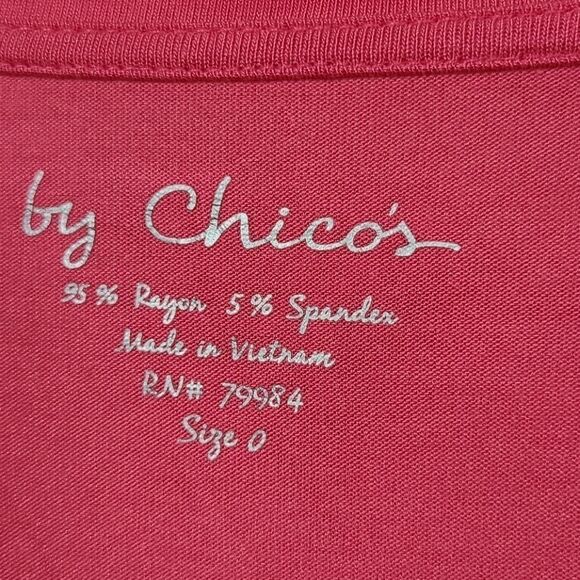 by Chico's
95% Rayon 5% Spandex
Made in Vietnam
RN# 79984
Size 0